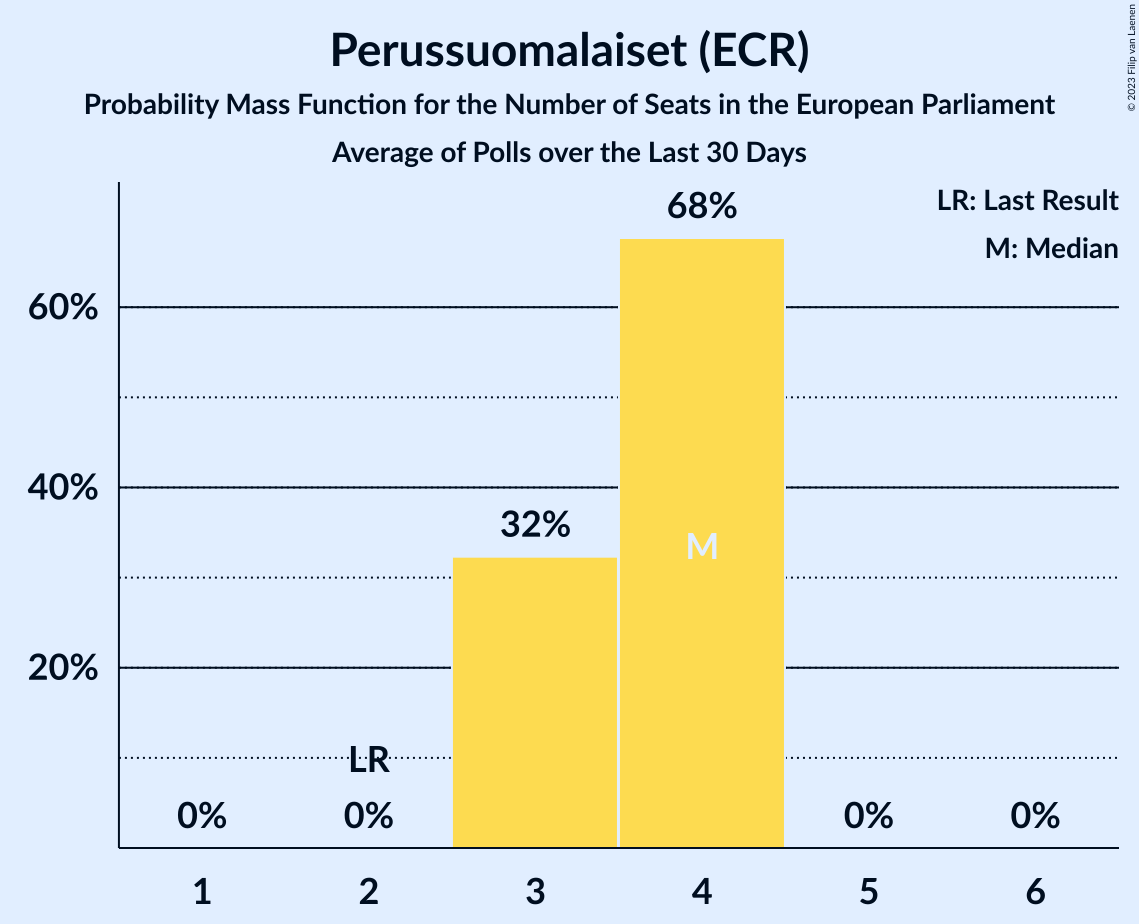 Perussuomalaiset (ECR)
Probability Mass Function for the Number of Seats in the European Parliament
Average of Polls over the Last 30 Days
© 2023 Filip van Laenen
LR: Last Result
M: Median
68%
60%
40%
32%
M
20%
LR
0%
0%
0%
0%
1
2
3
4
5
6